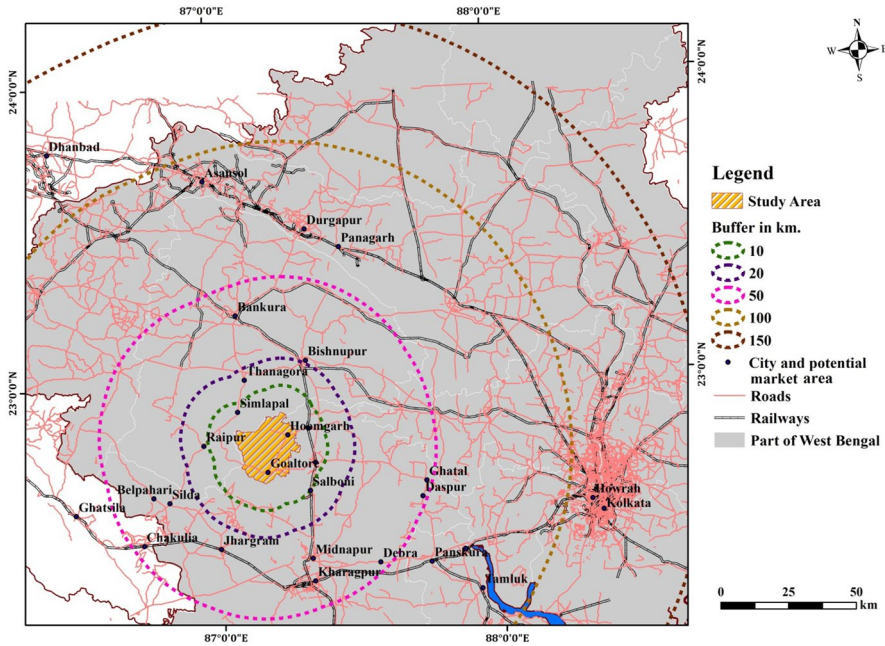 87°0'0"E 88°0'0"E
N
W E
S
24°0'0"N
24°0'0"N
Dhanbad
Asansol
Durgapur
Panagarh
Bankura
Bishnupur
Thanagora
23°0'0"N
23°0'0"N
Simlapal
Hoomgarh
Raipur
Goaltor
Salboni
Ghatal
Daspur
Belpahari
Silda
Ghatsila
Howrah
Kolkata
Chakulia
Jhargram
Midnapur
Debra
Panskura
Kharagpur
Tamluk
87°0'0"E 88°0'0"E
Legend
Study Area
Buffer in km.
10
20
50
100
150
City and potential
market area
Roads
Railways
Part of West Bengal
0 25 50
km